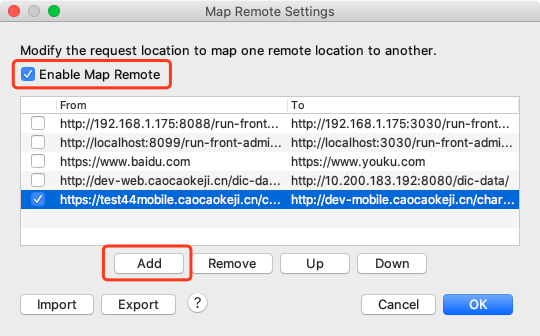 Map Remote Settings
Modify the request location to map one remote location to another.
Enable Map Remote
From To
http://192.168.1.175:8088/run-front... http://192.168.1.175:3030/run-front...
http://localhost:8099/run-front-admi... http://localhost:3030/run-front-admi...
https://www.baidu.com https://www.youku.com
http://dev-web.caocaokeji.cn/dic-da... http://10.200.183.192:8080/dic-data/
https://test44mobile.caocaokeji.cn/c... http://dev-mobile.caocaokeji.cn/char...
Add Remove Up Down
Import Export ? Cancel OK